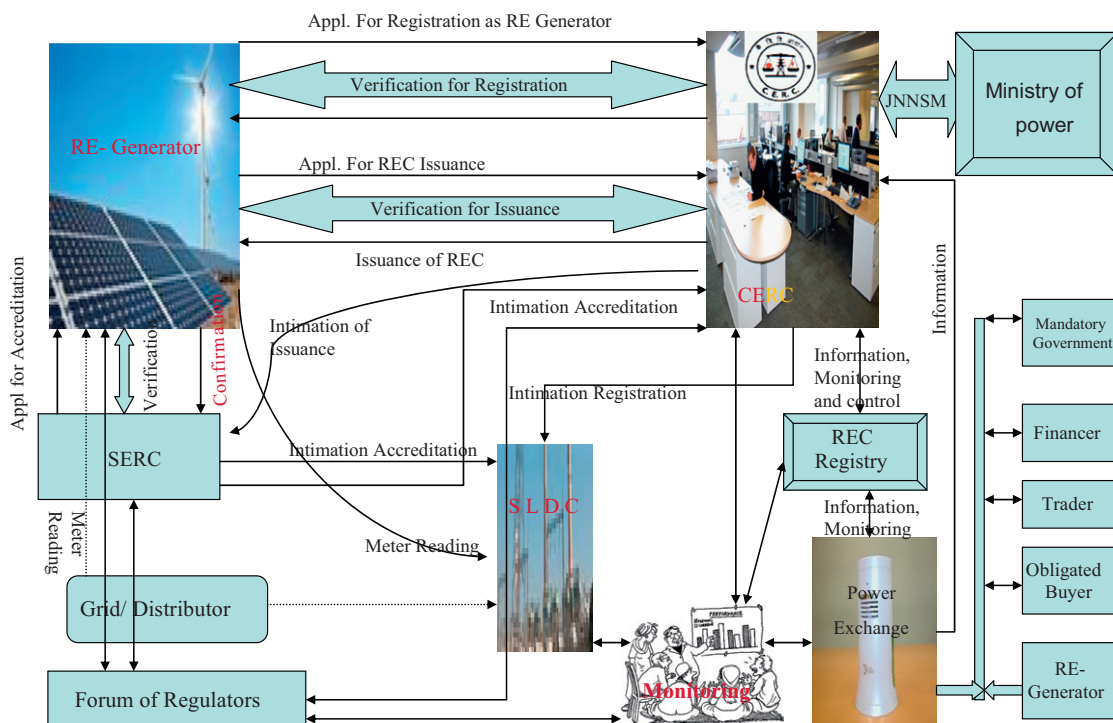 Appl. For Registration as RE Generator
Verification for Registration
RE- Generator
Appl. For REC Issuance
Verification for Issuance
Issuance of REC
C.E.R.C.
JNNSM
Ministry of
power
CERC
Intimation Accreditation
Intimation of
Issuance
Information
Appl for Accreditation
Verification
Confirmation
Information,
Monitoring
and control
Mandatory
Government
Intimation Registration
SERC
Intimation Accreditation
REC
Registry
Financer
S L D C
Information,
Monitoring
Trader
Meter
Reading
Meter Reading
Grid/ Distributor
Power
Exchange
Obligated
Buyer
PERFORMANCE
Monitoring
Forum of Regulators
RE-
Generator